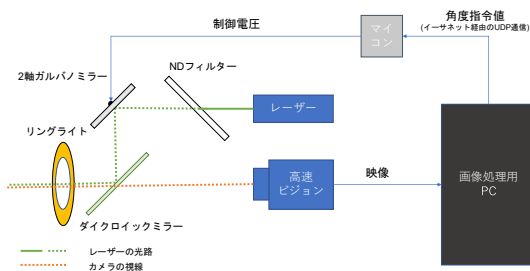 制御電圧
マイ
コン
角度指令値
(イーサネット経由のUDP通信)
2軸ガルバノミラー
NDフィルター
レーザー
リングライト
高速
ビジョン
映像
画像処理用
PC
ダイクロイックミラー
レーザーの光路
カメラの視線